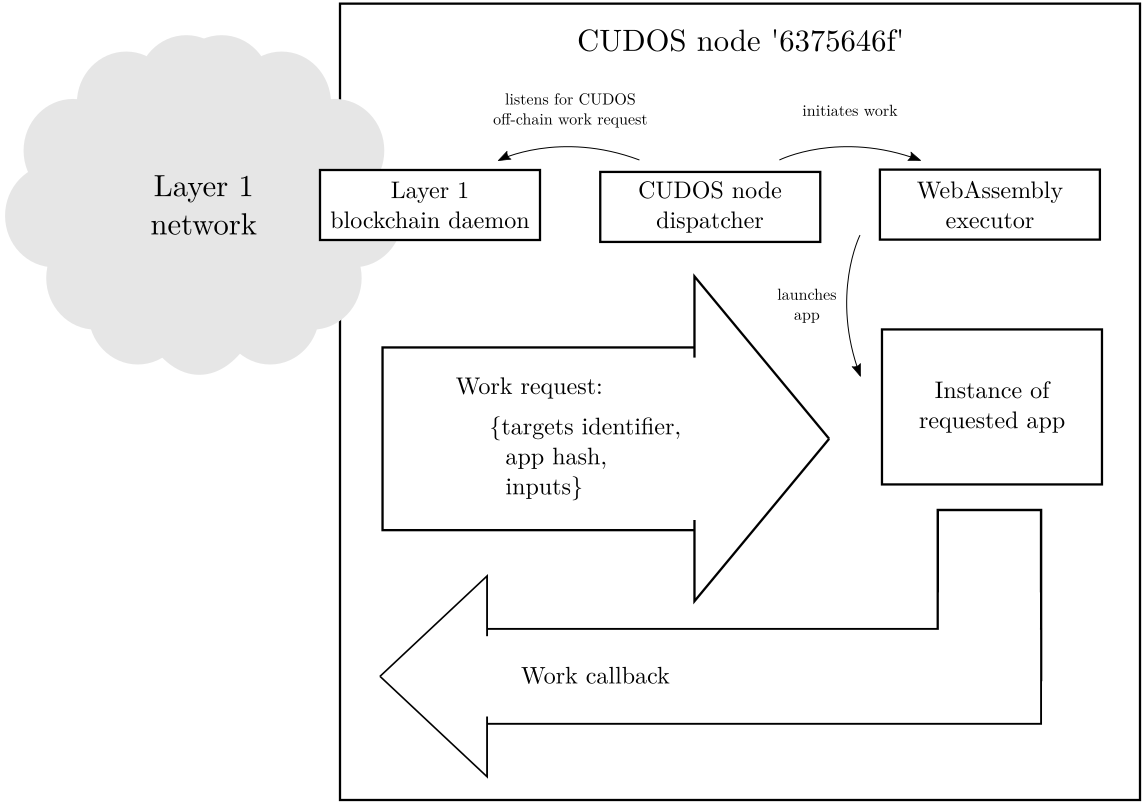 CUDOS node '6375646f'
listens for CUDOS
off-chain work request
initiates work
Layer 1
network
Layer 1
blockchain daemon
CUDOS node
dispatcher
WebAssembly
executor
launches
app
Work request:
{targets identifier,
app hash,
inputs}
Instance of
requested app
Work callback